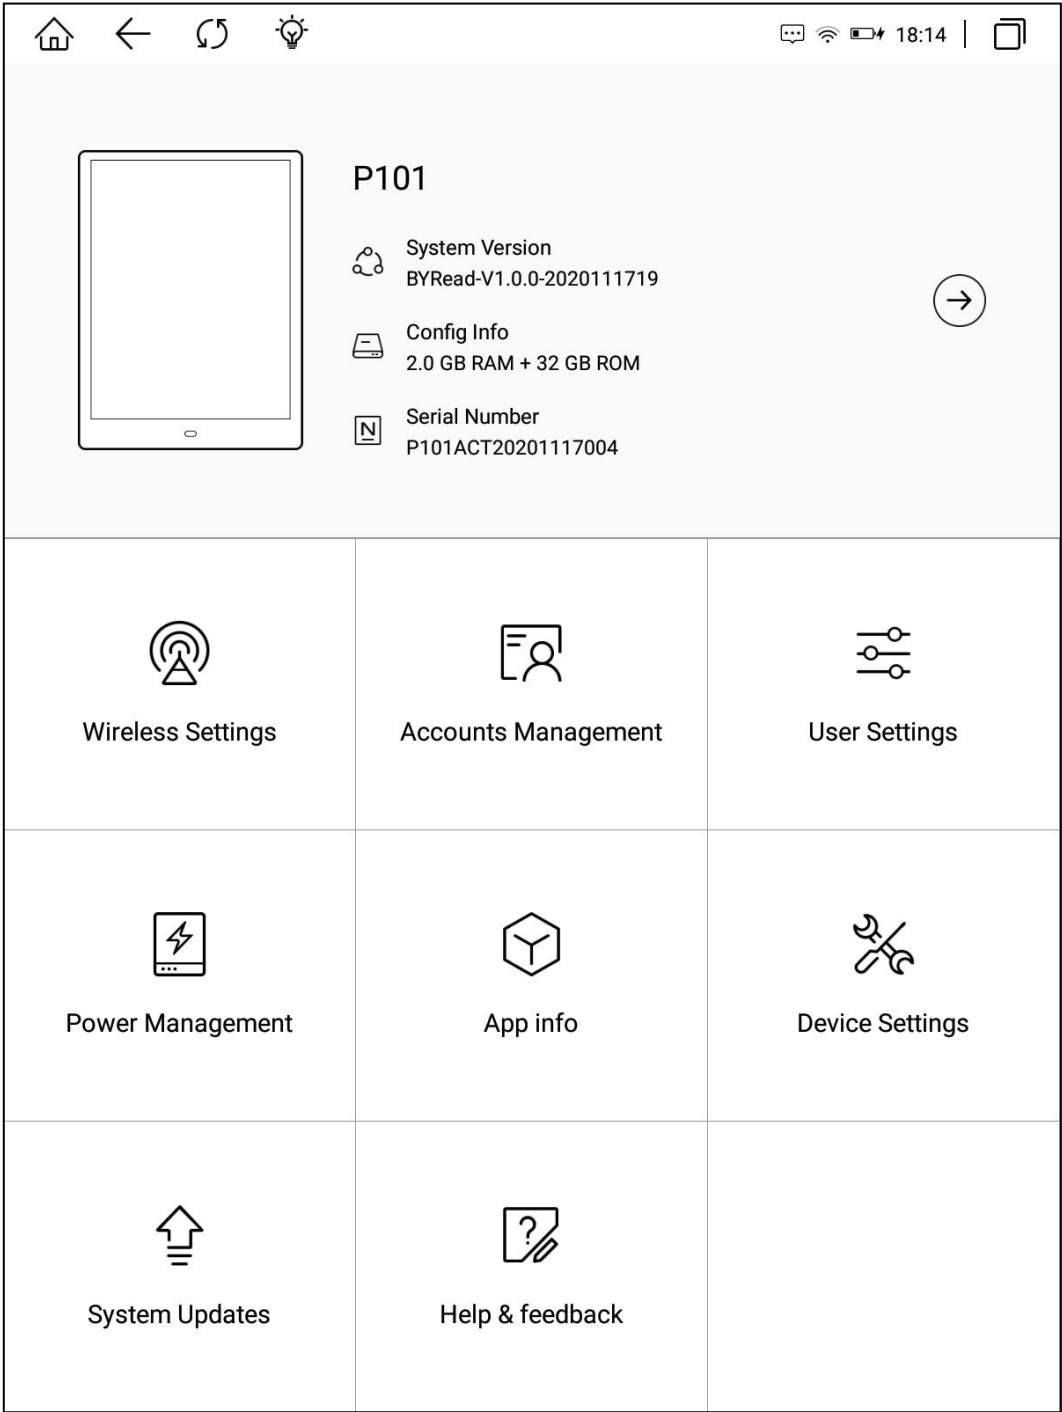 18:14
P101
System Version
BYRead-V1.0.0-2020111719
Config Info
2.0 GB RAM + 32 GB ROM
Serial Number
P101ACT20201117004
Wireless Settings
Accounts Management
User Settings
Power Management
App info
Device Settings
System Updates
Help & feedback